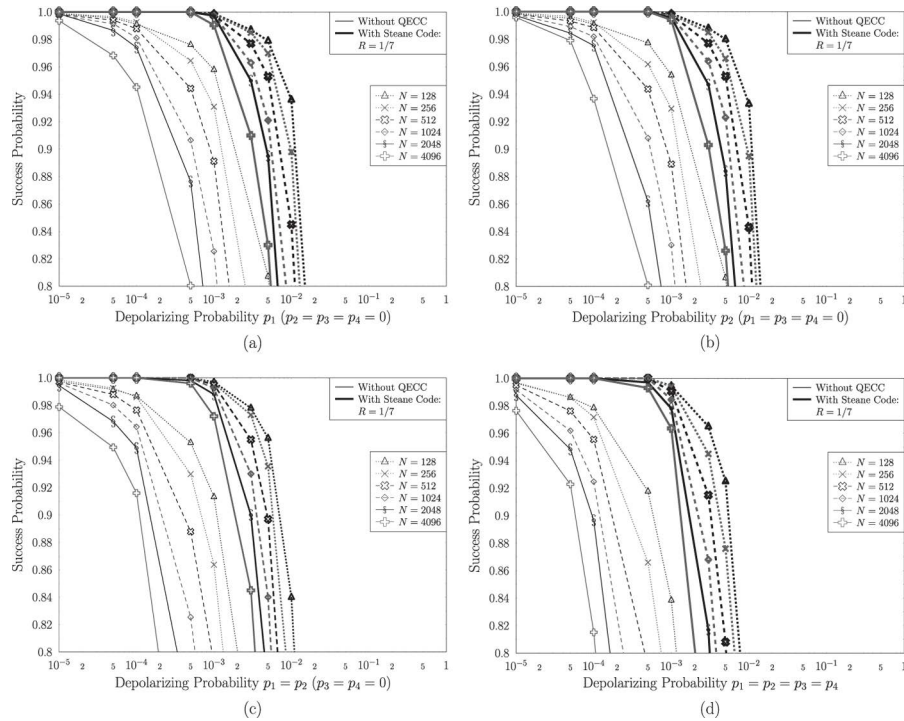 1.00
0.98
0.96
0.94
0.92
0.9
0.88
0.86
0.84
0.82
0.8
Success Probability
Without QECC
With Steane Code:
R = 1/7
N = 128
N = 256
N = 512
N = 1024
N = 2048
N = 4096
10⁻⁵ 2 5 10⁻⁴ 2 5 10⁻³ 2 5 10⁻² 2 5 10⁻¹ 2 5 1
Depolarizing Probability p₁ (p₂ = p₃ = p₄ = 0)
(a)
1.00
0.98
0.96
0.94
0.92
0.9
0.88
0.86
0.84
0.82
0.8
Success Probability
Without QECC
With Steane Code:
R = 1/7
N = 128
N = 256
N = 512
N = 1024
N = 2048
N = 4096
10⁻⁵ 2 5 10⁻⁴ 2 5 10⁻³ 2 5 10⁻² 2 5 10⁻¹ 2 5 1
Depolarizing Probability p₂ (p₁ = p₃ = p₄ = 0)
(b)
1.0
0.98
0.96
0.94
0.92
0.9
0.88
0.86
0.84
0.82
0.8
Success Probability
Without QECC
With Steane Code:
R = 1/7
N = 128
N = 256
N = 512
N = 1024
N = 2048
N = 4096
10⁻⁵ 2 5 10⁻⁴ 2 5 10⁻³ 2 5 10⁻² 2 5 10⁻¹ 2 5 1
Depolarizing Probability p₁ = p₂ (p₃ = p₄ = 0)
(c)
1.0
0.98
0.96
0.94
0.92
0.9
0.88
0.86
0.84
0.82
0.8
Success Probability
Without QECC
With Steane Code:
R = 1/7
N = 128
N = 256
N = 512
N = 1024
N = 2048
N = 4096
10⁻⁵ 2 5 10⁻⁴ 2 5 10⁻³ 2 5 10⁻² 2 5 10⁻¹ 2 5 1
Depolarizing Probability p₁ = p₂ = p₃ = p₄
(d)